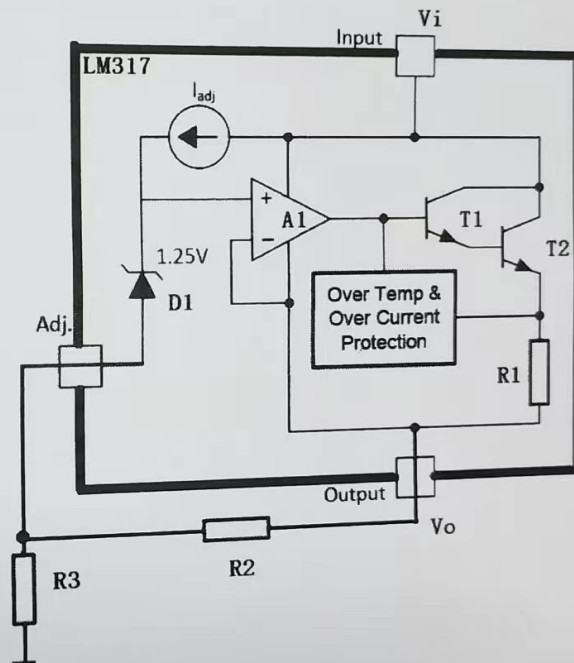 Vi
Input
LM317
Iadj
+
A1
-
T1
T2
1.25V
D1
Over Temp &
Over Current
Protection
Adj.
R1
Output
Vo
R2
R3